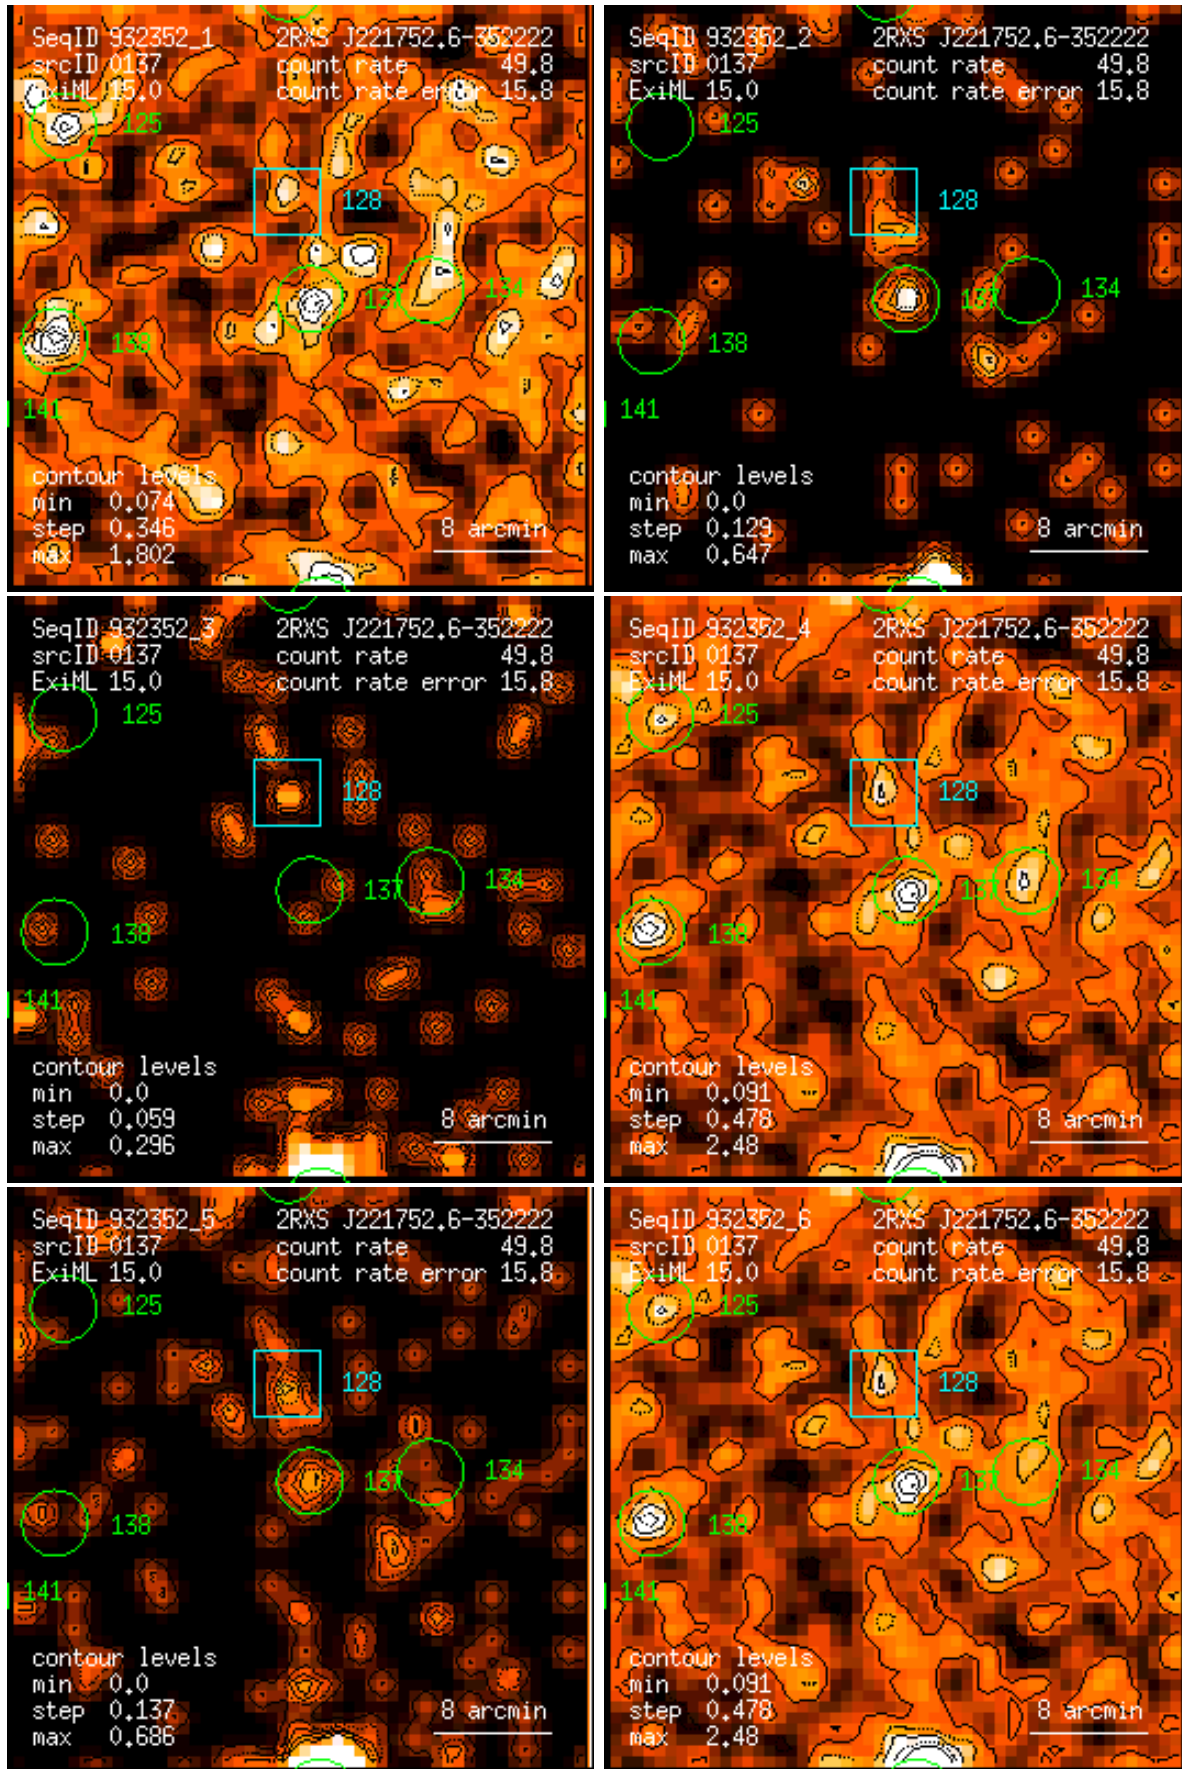 SeqID 932352_1 2RXS J221752.6-352222
srcID 0137 count rate 49.8
ExiML 15.0 count rate error 15.8
125
128
137 134
138
141
contour levels
min 0.074
step 0.346 8 arcmin
max 1.802
SeqID 932352_2 2RXS J221752.6-352222
srcID 0137 count rate 49.8
ExiML 15.0 count rate error 15.8
125
128
137 134
138
141
contour levels
min 0.0
step 0.129 8 arcmin
max 0.647
SeqID 932352_3 2RXS J221752.6-352222
srcID 0137 count rate 49.8
ExiML 15.0 count rate error 15.8
125
128
137 134
138
141
contour levels
min 0.0
step 0.059 8 arcmin
max 0.296
SeqID 932352_4 2RXS J221752.6-352222
srcID 0137 count rate 49.8
ExiML 15.0 count rate error 15.8
125
128
137 134
138
141
contour levels
min 0.091
step 0.478 8 arcmin
max 2.48
SeqID 932352_5 2RXS J221752.6-352222
srcID 0137 count rate 49.8
ExiML 15.0 count rate error 15.8
125
128
137 134
138
141
contour levels
min 0.0
step 0.137 8 arcmin
max 0.686
SeqID 932352_6 2RXS J221752.6-352222
srcID 0137 count rate 49.8
ExiML 15.0 count rate error 15.8
125
128
137 134
138
141
contour levels
min 0.091
step 0.478 8 arcmin
max 2.48